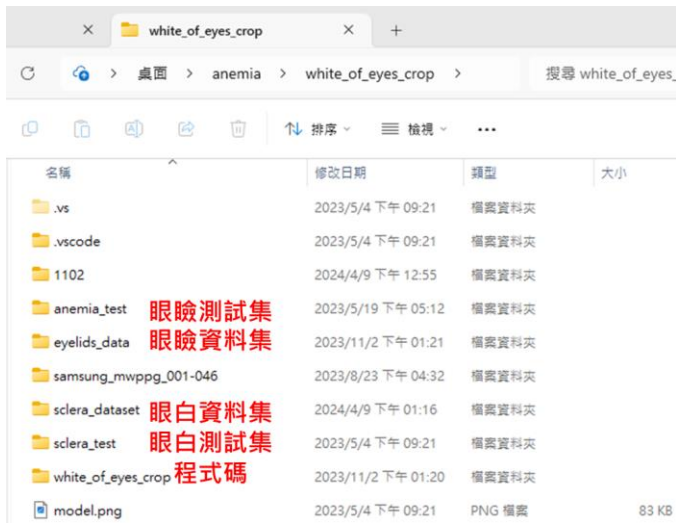 white_of_eyes_crop
桌面 > anemia > white_of_eyes_crop > 搜尋 white_of_eyes_
排序 檢視
名稱 修改日期 類型 大小
.vs 2023/5/4 下午 09:21 檔案資料夾
.vscode 2023/5/4 下午 09:21 檔案資料夾
1102 2024/4/9 下午 12:55 檔案資料夾
anemia_test 眼瞼測試集 2023/5/19 下午 05:12 檔案資料夾
eyelids_data 眼瞼資料集 2023/11/2 下午 01:21 檔案資料夾
samsung_mwppg_001-046 2023/8/23 下午 04:32 檔案資料夾
sclera_dataset 眼白資料集 2024/4/9 下午 01:16 檔案資料夾
sclera_test 眼白測試集 2023/5/4 下午 09:21 檔案資料夾
white_of_eyes_crop 程式碼 2023/11/2 下午 01:20 檔案資料夾
model.png 2023/5/4 下午 09:21 PNG 檔案 83 KB